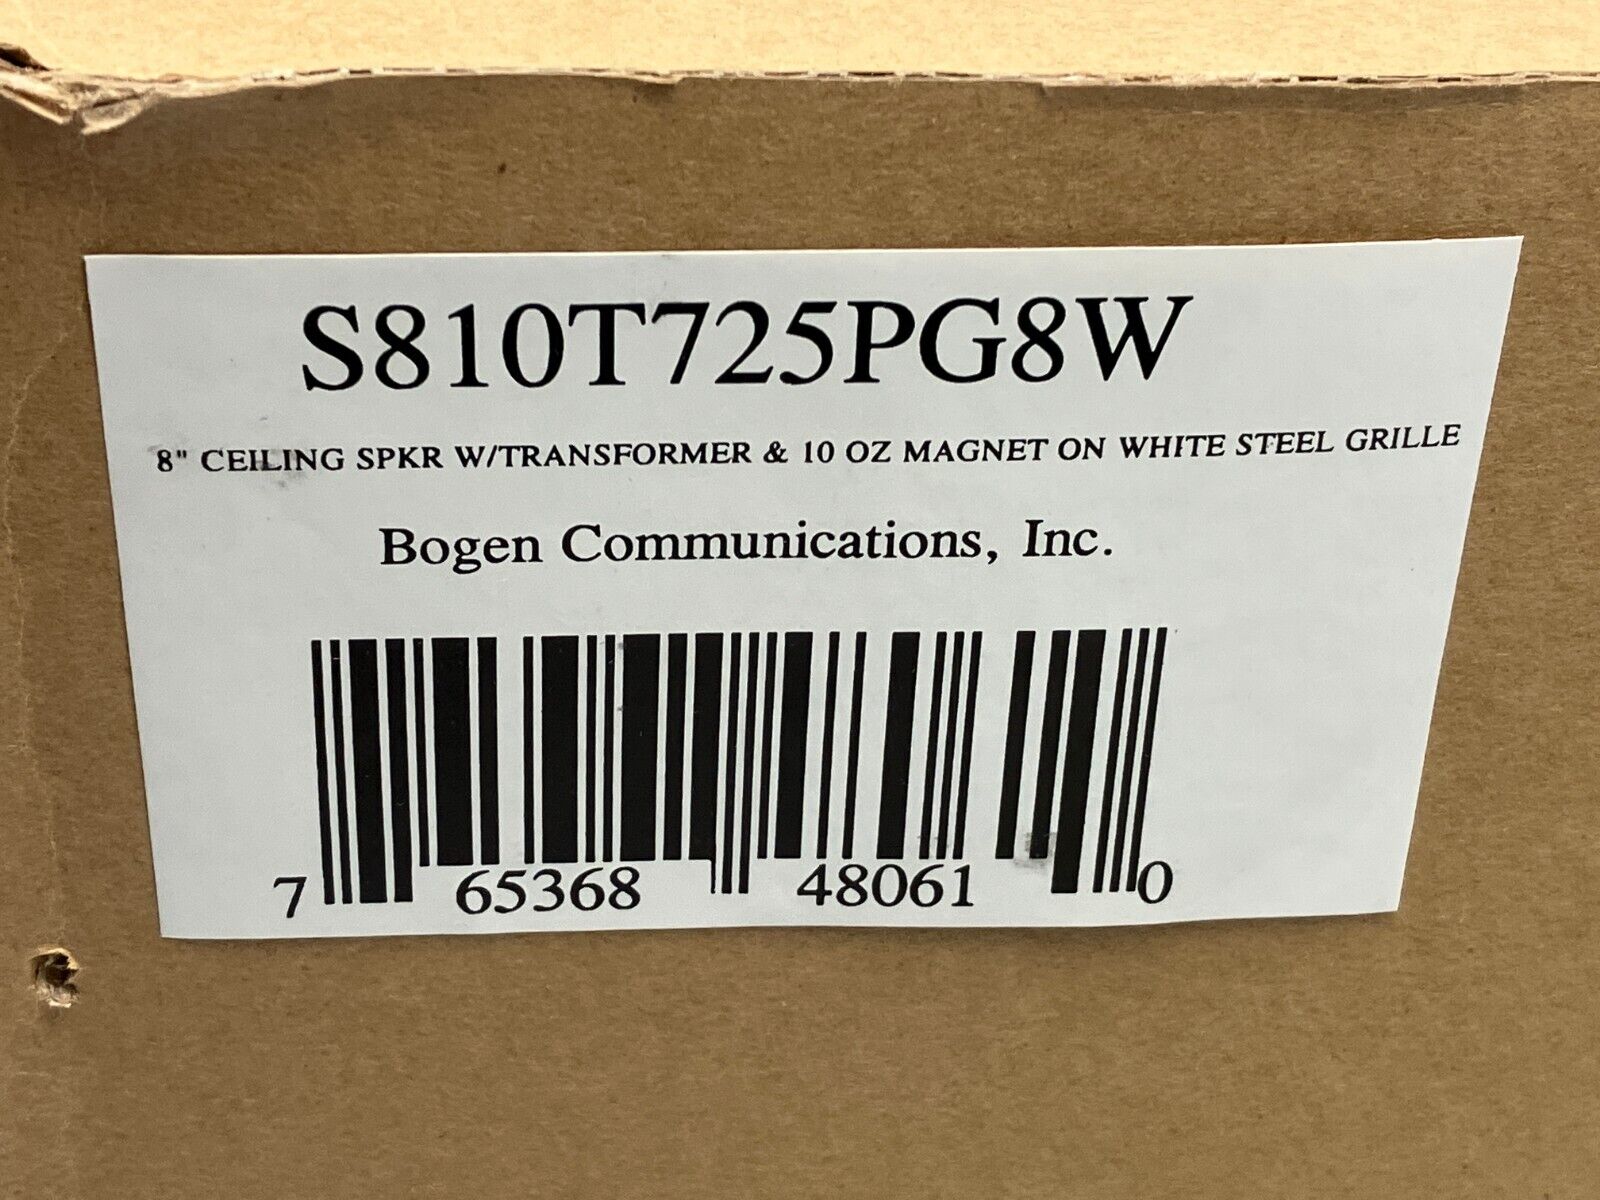 S810T725PG8W
8" CEILING SPKR W/TRANSFORMER & 10 OZ MAGNET ON WHITE STEEL GRILLE
Bogen Communications, Inc.
7 65368 48061 0